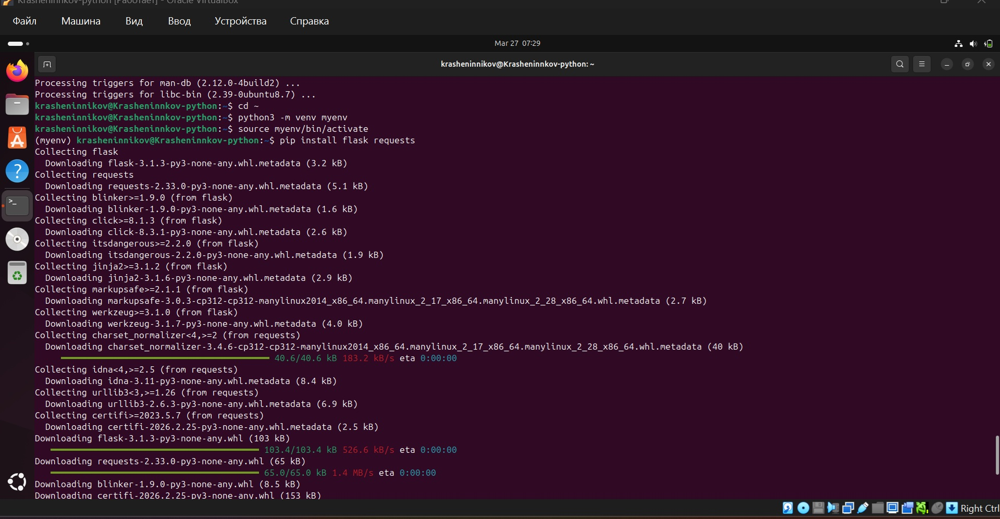 Krasheninnkov-python [Работает] - Oracle VirtualBox
Файл Машина Вид Ввод Устройства Справка
Mar 27 07:29
krasheninnikov@Krasheninnkov-python: ~
Processing triggers for man-db (2.12.0-4build2) ...
Processing triggers for libc-bin (2.39-0ubuntu8.7) ...
krasheninnikov@Krasheninnkov-python:~$ cd ~
krasheninnikov@Krasheninnkov-python:~$ python3 -m venv myenv
krasheninnikov@Krasheninnkov-python:~$ source myenv/bin/activate
(myenv) krasheninnikov@Krasheninnkov-python:~$ pip install flask requests
Collecting flask
  Downloading flask-3.1.3-py3-none-any.whl.metadata (3.2 kB)
Collecting requests
  Downloading requests-2.33.0-py3-none-any.whl.metadata (5.1 kB)
Collecting blinker>=1.9.0 (from flask)
  Downloading blinker-1.9.0-py3-none-any.whl.metadata (1.6 kB)
Collecting click>=8.1.3 (from flask)
  Downloading click-8.3.1-py3-none-any.whl.metadata (2.6 kB)
Collecting itsdangerous>=2.2.0 (from flask)
  Downloading itsdangerous-2.2.0-py3-none-any.whl.metadata (1.9 kB)
Collecting jinja2>=3.1.2 (from flask)
  Downloading jinja2-3.1.6-py3-none-any.whl.metadata (2.9 kB)
Collecting markupsafe>=2.1.1 (from flask)
  Downloading markupsafe-3.0.3-cp312-cp312-manylinux2014_x86_64.manylinux_2_17_x86_64.manylinux_2_28_x86_64.whl.metadata (2.7 kB)
Collecting werkzeug>=3.1.0 (from flask)
  Downloading werkzeug-3.1.7-py3-none-any.whl.metadata (4.0 kB)
Collecting charset_normalizer<4,>=2 (from requests)
  Downloading charset_normalizer-3.4.6-cp312-cp312-manylinux2014_x86_64.manylinux_2_17_x86_64.manylinux_2_28_x86_64.whl.metadata (40 kB)
40.6/40.6 kB 183.2 kB/s eta 0:00:00
Collecting idna<4,>=2.5 (from requests)
  Downloading idna-3.11-py3-none-any.whl.metadata (8.4 kB)
Collecting urllib3<3,>=1.26 (from requests)
  Downloading urllib3-2.6.3-py3-none-any.whl.metadata (6.9 kB)
Collecting certifi>=2023.5.7 (from requests)
  Downloading certifi-2026.2.25-py3-none-any.whl.metadata (2.5 kB)
Downloading flask-3.1.3-py3-none-any.whl (103 kB)
103.4/103.4 kB 526.6 kB/s eta 0:00:00
Downloading requests-2.33.0-py3-none-any.whl (65 kB)
65.0/65.0 kB 1.4 MB/s eta 0:00:00
Downloading blinker-1.9.0-py3-none-any.whl (8.5 kB)
Downloading certifi-2026.2.25-py3-none-any.whl (153 kB)
Right Ctrl